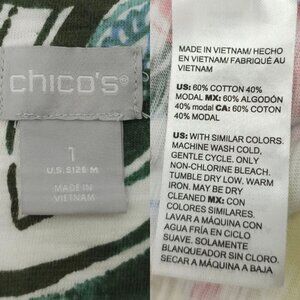 chico's®
1
U.S. SIZE M
MADE IN
VIETNAM
MADE IN VIETNAM/ HECHO
EN VIETNAM/ FABRIQUÉ AU
VIETNAM
US: 60% COTTON 40%
MODAL MX: 60% ALGODÓN
40% modal CA: 60% COTON
40% MODAL
US: WITH SIMILAR COLORS.
MACHINE WASH COLD,
GENTLE CYCLE. ONLY
NON-CHLORINE BLEACH.
TUMBLE DRY LOW. WARM
IRON. MAY BE DRY
CLEANED MX: CON
COLORES SIMILARES.
LAVAR A MÁQUINA CON
AGUA FRÍA EN CICLO
SUAVE. SOLAMENTE
BLANQUEADOR SIN CLORO.
SECAR A MÁQUINA A BAJA